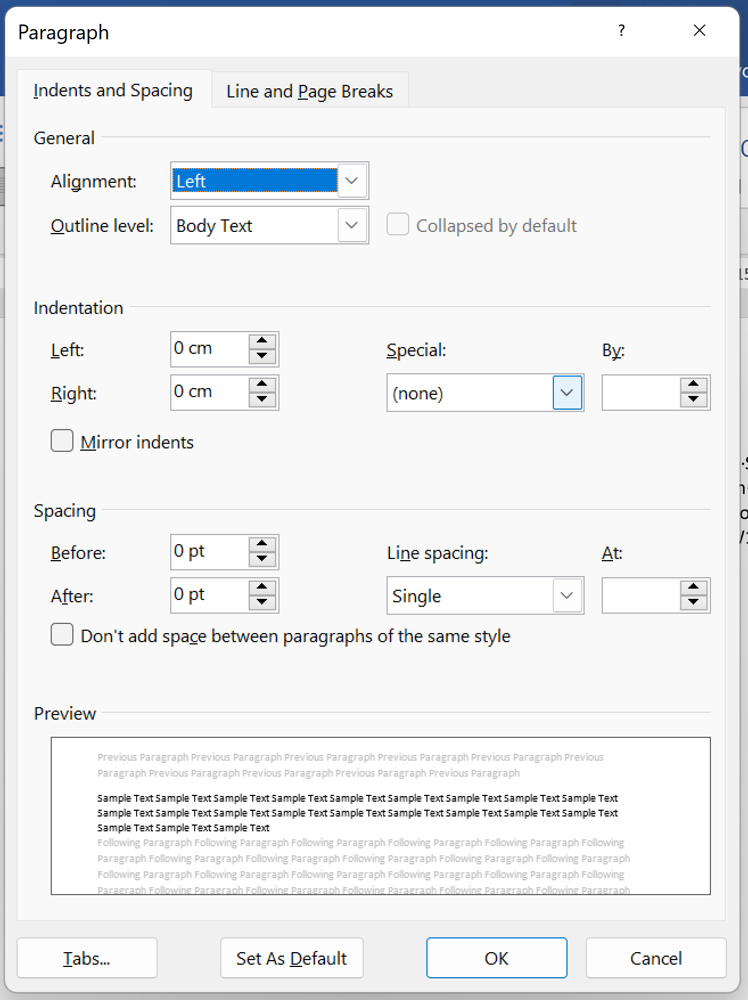 Paragraph ?
Indents and Spacing Line and Page Breaks
General
Alignment: Left
Outline level: Body Text Collapsed by default
Indentation
Left: 0 cm Special: By:
Right: 0 cm (none)
Mirror indents
Spacing
Before: 0 pt Line spacing: At:
After: 0 pt Single
Don't add space between paragraphs of the same style
Preview
Previous Paragraph Previous Paragraph Previous Paragraph Previous Paragraph Previous Paragraph Previous
Paragraph Previous Paragraph Previous Paragraph Previous Paragraph Previous Paragraph
Sample Text Sample Text Sample Text Sample Text Sample Text Sample Text Sample Text Sample Text Sample Text
Sample Text Sample Text Sample Text Sample Text Sample Text Sample Text Sample Text Sample Text Sample Text
Sample Text Sample Text Sample Text
Following Paragraph Following Paragraph Following Paragraph Following Paragraph Following Paragraph Following
Paragraph Following Paragraph Following Paragraph Following Paragraph Following Paragraph Following Paragraph
Following Paragraph Following Paragraph Following Paragraph Following Paragraph Following Paragraph Following
Paragraph Following Paragraph Following Paragraph Following Paragraph Following Paragraph Following Paragraph
Tabs... Set As Default OK Cancel